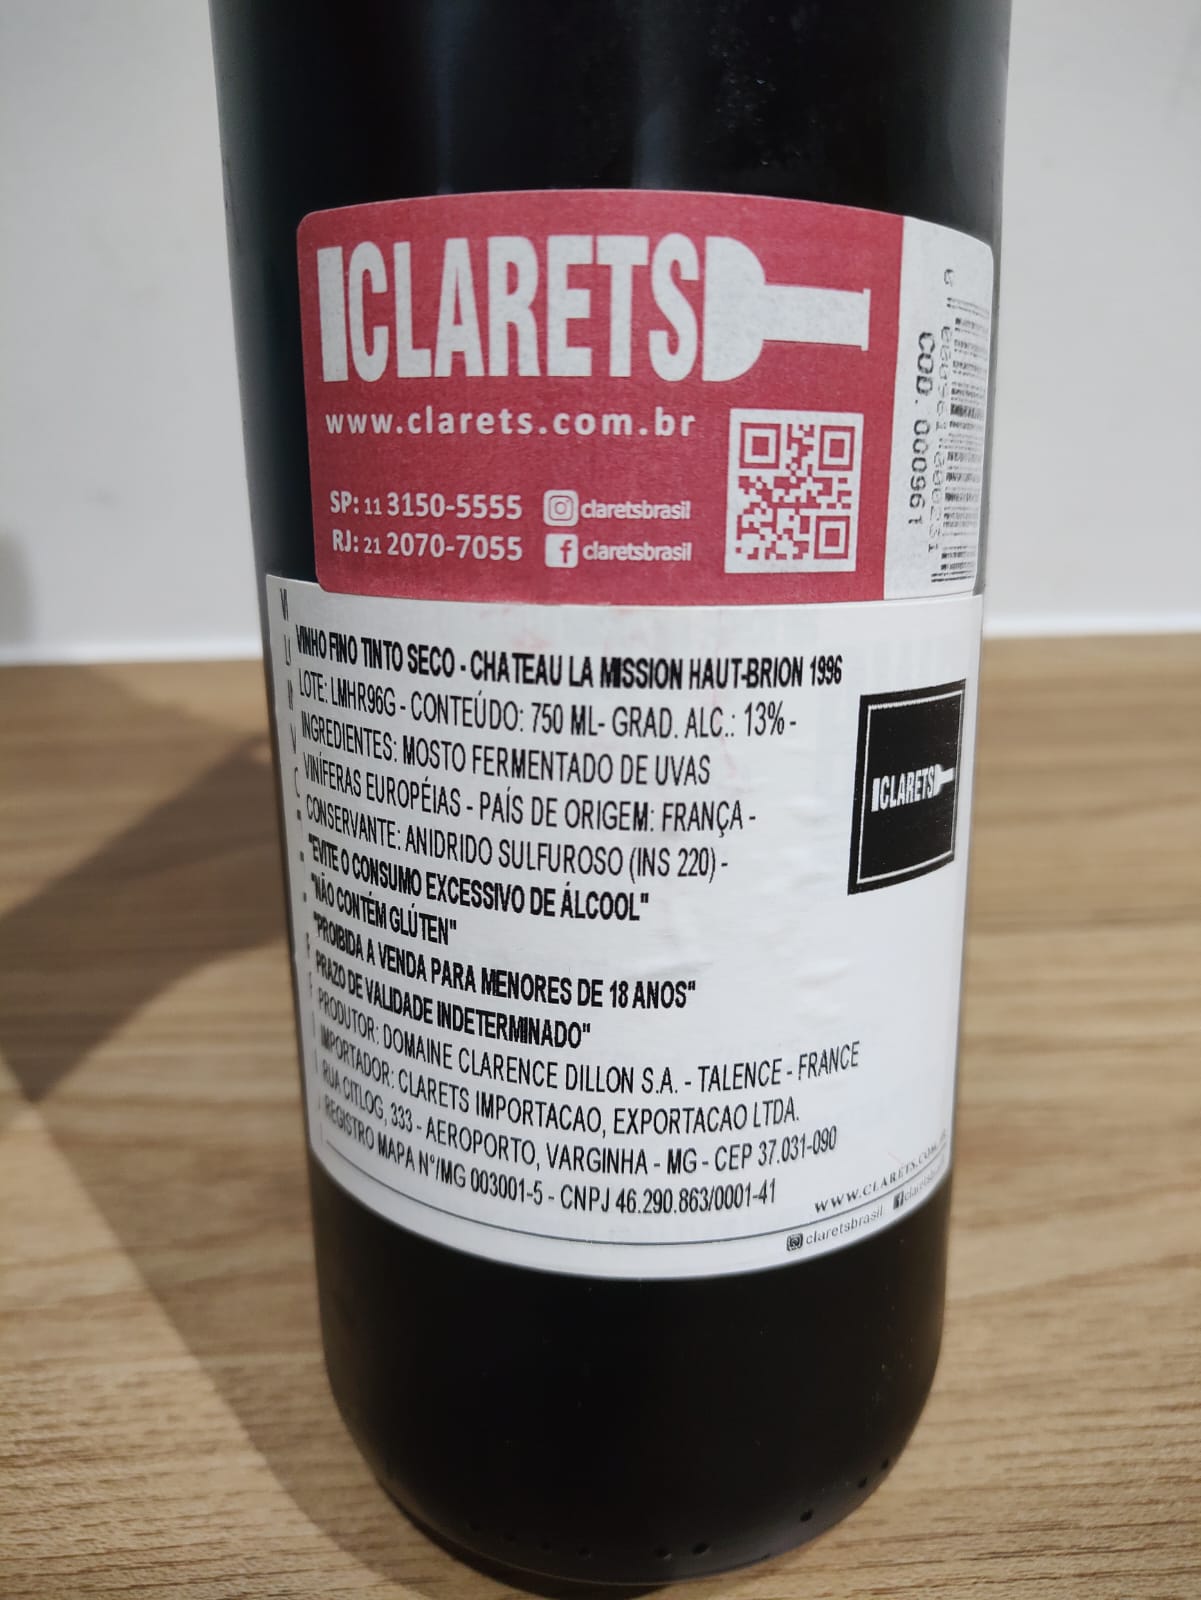 CLARETS
www.clarets.com.br
SP: 11 3150-5555 claretsbrasil
RJ: 21 2070-7055 claretsbrasil
COD. 000961
VINHO FINO TINTO SECO - CHATEAU LA MISSION HAUT-BRION 1996
LOTE: LMHR96G - CONTEÚDO: 750 ML- GRAD. ALC.: 13% -
INGREDIENTES: MOSTO FERMENTADO DE UVAS
VINÍFERAS EUROPÉIAS - PAÍS DE ORIGEM: FRANÇA -
CONSERVANTE: ANIDRIDO SULFUROSO (INS 220) -
"EVITE O CONSUMO EXCESSIVO DE ÁLCOOL"
"NÃO CONTÉM GLÚTEN"
"PROIBIDA A VENDA PARA MENORES DE 18 ANOS"
PRAZO DE VALIDADE INDETERMINADO"
PRODUTOR: DOMAINE CLARENCE DILLON S.A. - TALENCE - FRANCE
IMPORTADOR: CLARETS IMPORTACAO, EXPORTACAO LTDA.
RUA CITLOG, 333 - AEROPORTO, VARGINHA - MG - CEP 37.031-090
REGISTRO MAPA N°/MG 003001-5 - CNPJ 46.290.863/0001-41
CLARETS
WWW.CLARETS.COM.BR
claretsbrasil claretsbrasil